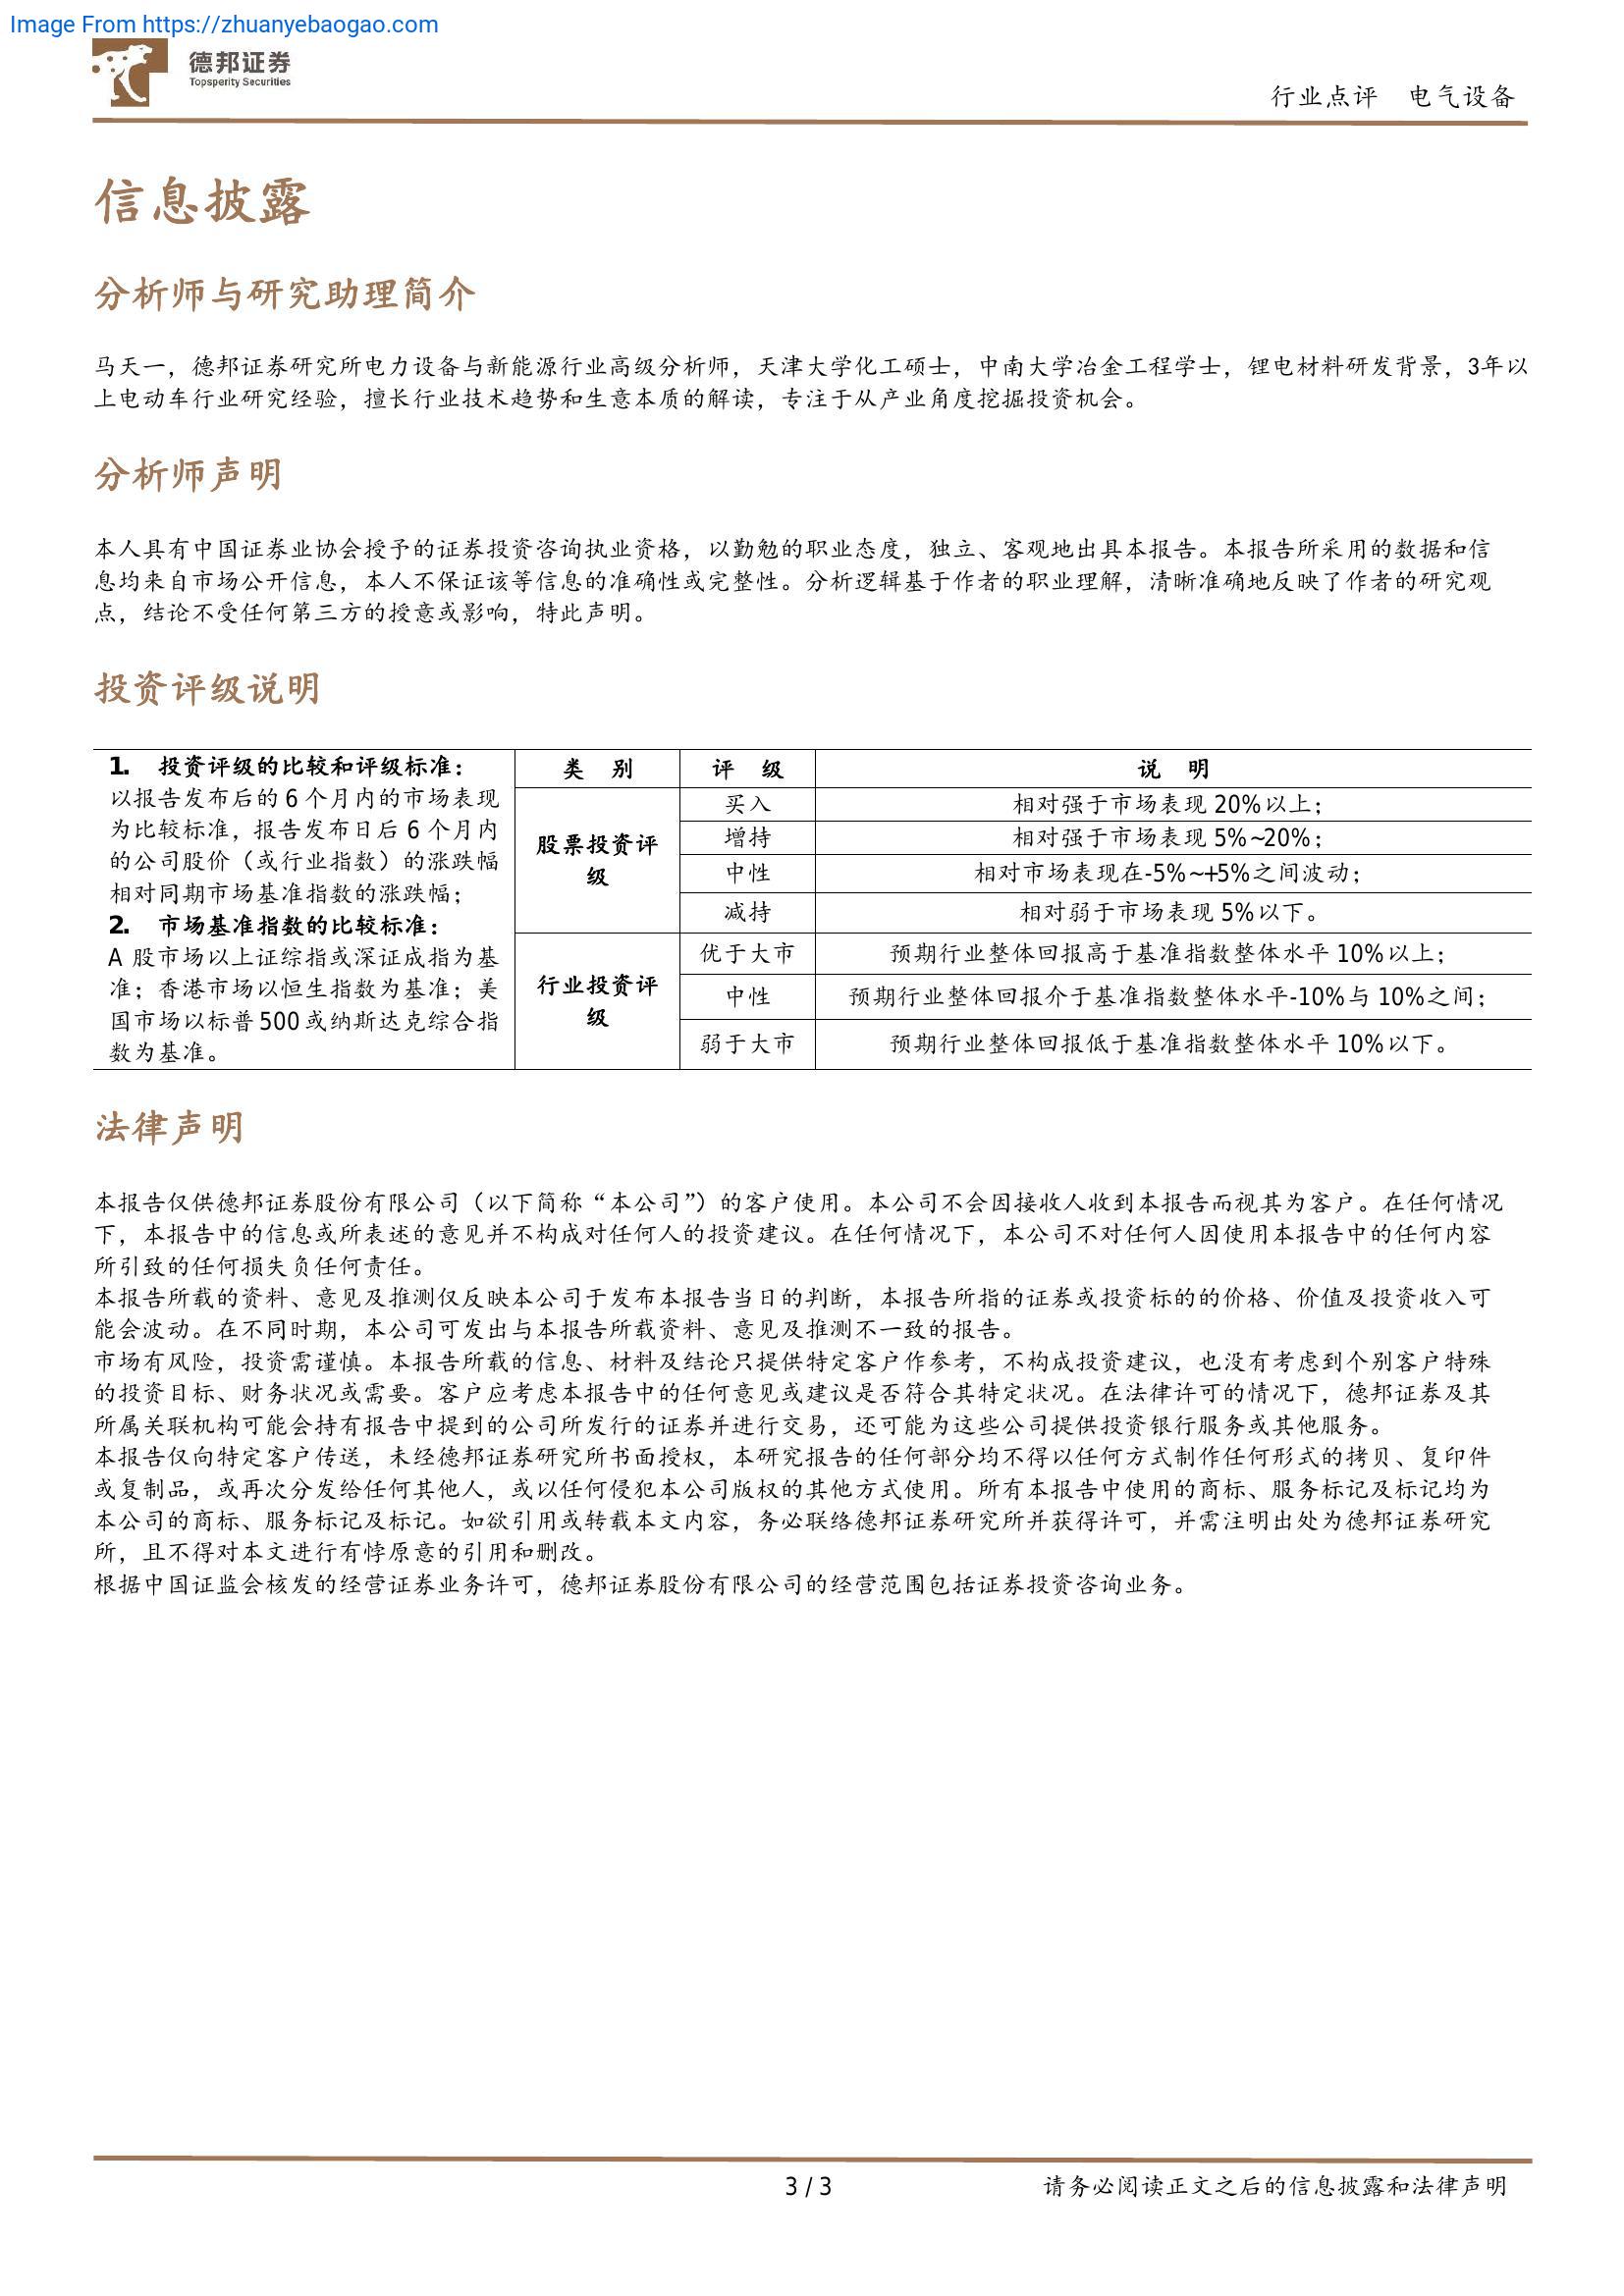 Image From https://zhuanyebaogao.com
德邦证券
Topsperity Securities
行业点评 电气设备
信息披露
分析师与研究助理简介
马天一，德邦证券研究所电力设备与新能源行业高级分析师，天津大学化工硕士，中南大学冶金工程学士，锂电材料研发背景，3年以
上电动车行业研究经验，擅长行业技术趋势和生意本质的解读，专注于从产业角度挖掘投资机会。
分析师声明
本人具有中国证券业协会授予的证券投资咨询执业资格，以勤勉的职业态度，独立、客观地出具本报告。本报告所采用的数据和信
息均来自市场公开信息，本人不保证该等信息的准确性或完整性。分析逻辑基于作者的职业理解，清晰准确地反映了作者的研究观
点，结论不受任何第三方的授意或影响，特此声明。
投资评级说明
1. 投资评级的比较和评级标准：
以报告发布后的 6 个月内的市场表现
为比较标准，报告发布日后 6 个月内
的公司股价（或行业指数）的涨跌幅
相对同期市场基准指数的涨跌幅；
2. 市场基准指数的比较标准：
A 股市场以上证综指或深证成指为基
准；香港市场以恒生指数为基准；美
国市场以标普 500 或纳斯达克综合指
数为基准。
类 别 评 级 说 明
股票投资评
级
买入 相对强于市场表现 20%以上；
增持 相对强于市场表现 5%~20%；
中性 相对市场表现在-5%~+5%之间波动；
减持 相对弱于市场表现 5%以下。
行业投资评
级
优于大市 预期行业整体回报高于基准指数整体水平 10%以上；
中性 预期行业整体回报介于基准指数整体水平-10%与 10%之间；
弱于大市 预期行业整体回报低于基准指数整体水平 10%以下。
法律声明
本报告仅供德邦证券股份有限公司（以下简称“本公司”）的客户使用。本公司不会因接收人收到本报告而视其为客户。在任何情况
下，本报告中的信息或所表述的意见并不构成对任何人的投资建议。在任何情况下，本公司不对任何人因使用本报告中的任何内容
所引致的任何损失负任何责任。
本报告所载的资料、意见及推测仅反映本公司于发布本报告当日的判断，本报告所指的证券或投资标的的价格、价值及投资收入可
能会波动。在不同时期，本公司可发出与本报告所载资料、意见及推测不一致的报告。
市场有风险，投资需谨慎。本报告所载的信息、材料及结论只提供特定客户作参考，不构成投资建议，也没有考虑到个别客户特殊
的投资目标、财务状况或需要。客户应考虑本报告中的任何意见或建议是否符合其特定状况。在法律许可的情况下，德邦证券及其
所属关联机构可能会持有报告中提到的公司所发行的证券并进行交易，还可能为这些公司提供投资银行服务或其他服务。
本报告仅向特定客户传送，未经德邦证券研究所书面授权，本研究报告的任何部分均不得以任何方式制作任何形式的拷贝、复印件
或复制品，或再次分发给任何其他人，或以任何侵犯本公司版权的其他方式使用。所有本报告中使用的商标、服务标记及标记均为
本公司的商标、服务标记及标记。如欲引用或转载本文内容，务必联络德邦证券研究所并获得许可，并需注明出处为德邦证券研究
所，且不得对本文进行有悖原意的引用和删改。
根据中国证监会核发的经营证券业务许可，德邦证券股份有限公司的经营范围包括证券投资咨询业务。
3 / 3 请务必阅读正文之后的信息披露和法律声明